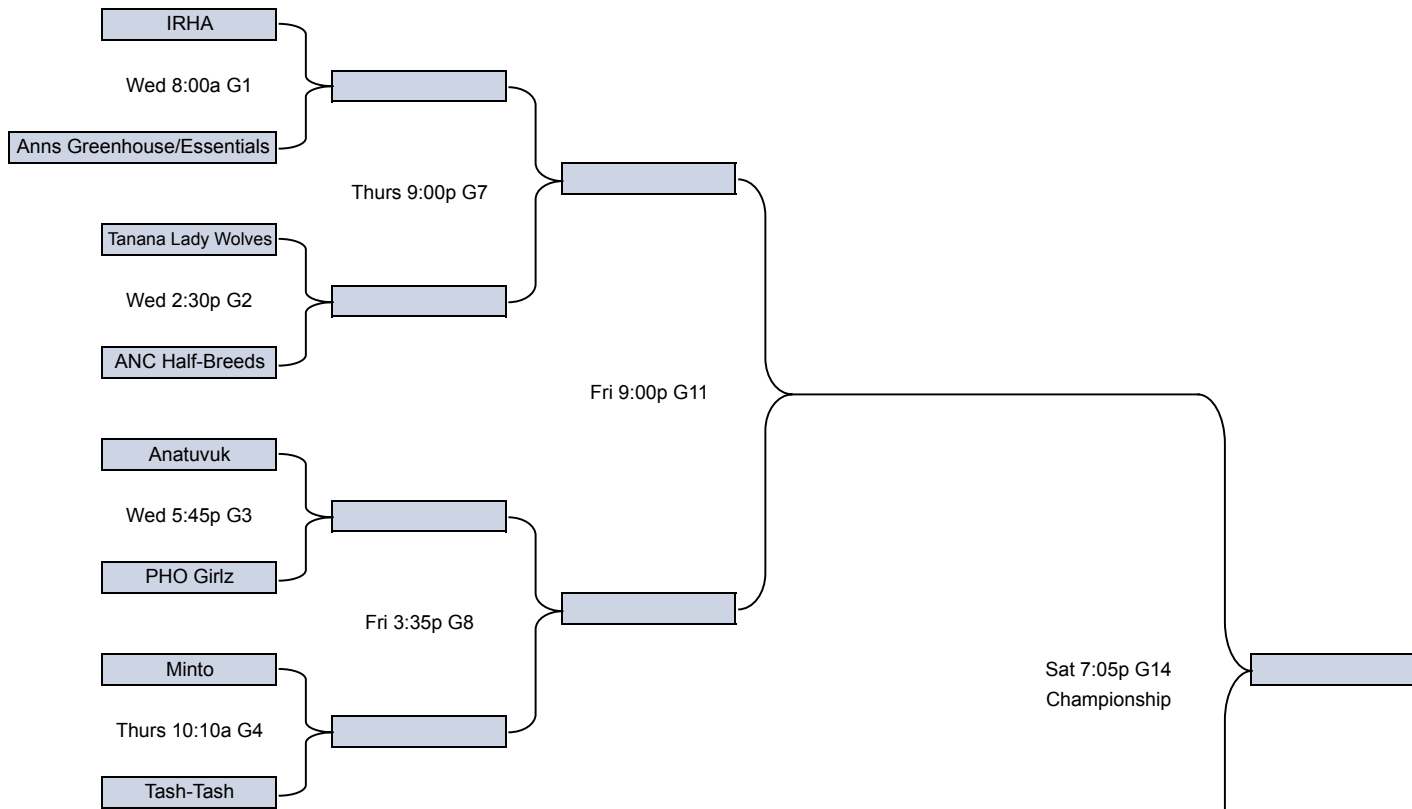 IRHA
Wed 8:00a G1
Anns Greenhouse/Essentials
Thurs 9:00p G7
Tanana Lady Wolves
Wed 2:30p G2
ANC Half-Breeds
Fri 9:00p G11
Anatuvuk
Wed 5:45p G3
PHO Girlz
Fri 3:35p G8
Minto
Thurs 10:10a G4
Tash-Tash
Sat 7:05p G14
Championship